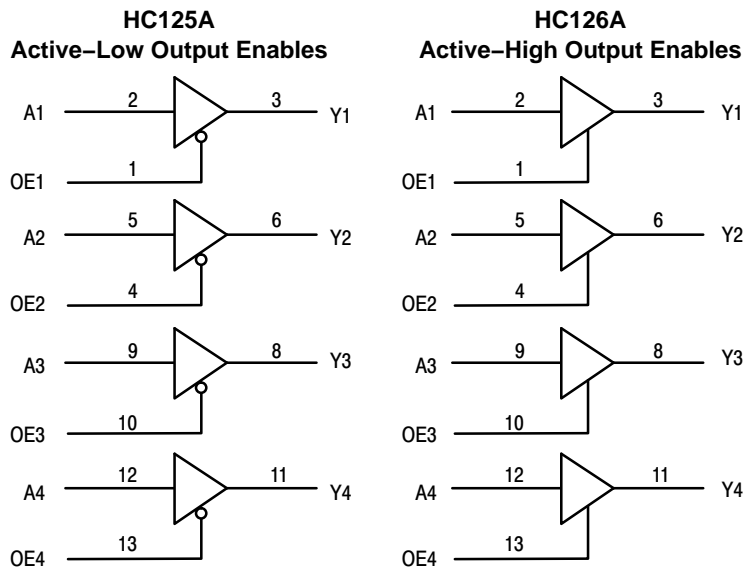 HC125A
Active–Low Output Enables
A1 2 3 Y1
OE1 1
A2 5 6 Y2
OE2 4
A3 9 8 Y3
OE3 10
A4 12 11 Y4
OE4 13
HC126A
Active–High Output Enables
A1 2 3 Y1
OE1 1
A2 5 6 Y2
OE2 4
A3 9 8 Y3
OE3 10
A4 12 11 Y4
OE4 13